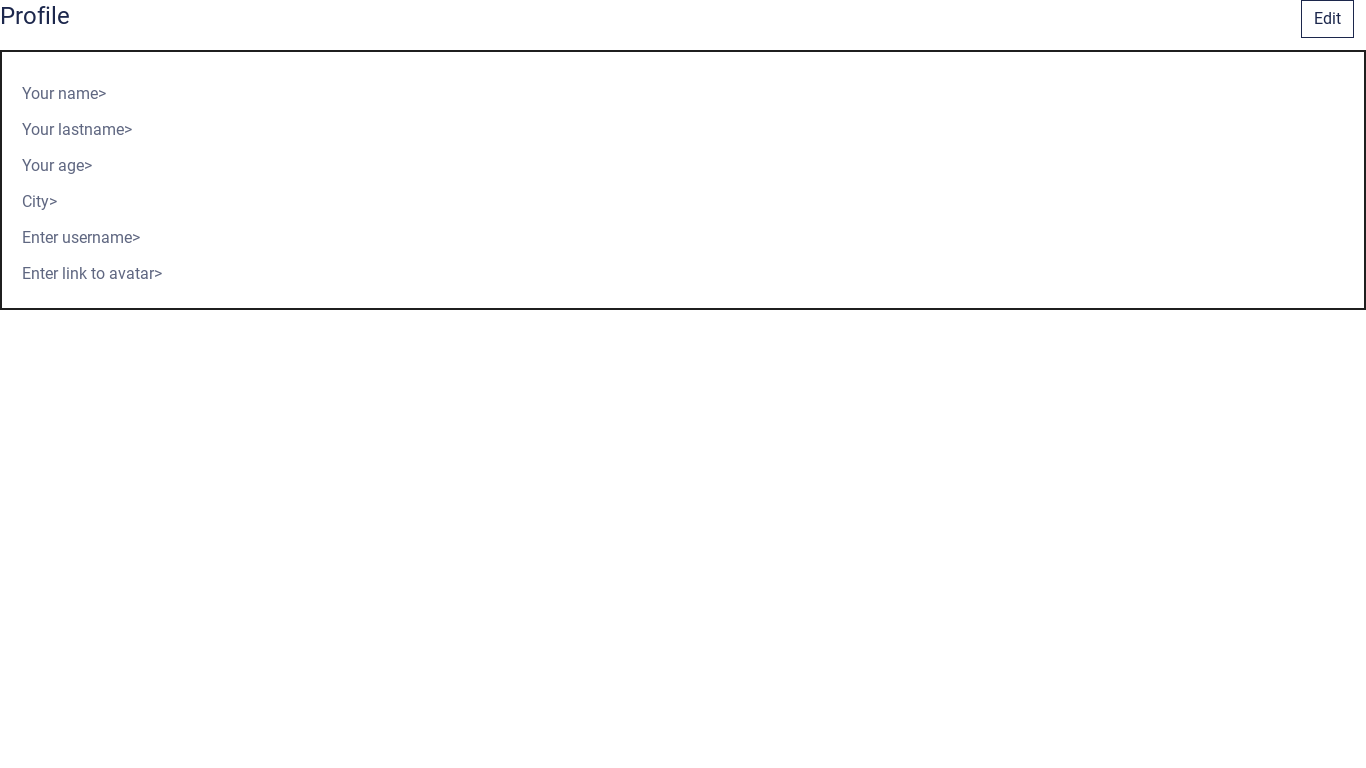 Profile
Edit
Your name>
Your lastname>
Your age>
City>
Enter username>
Enter link to avatar>